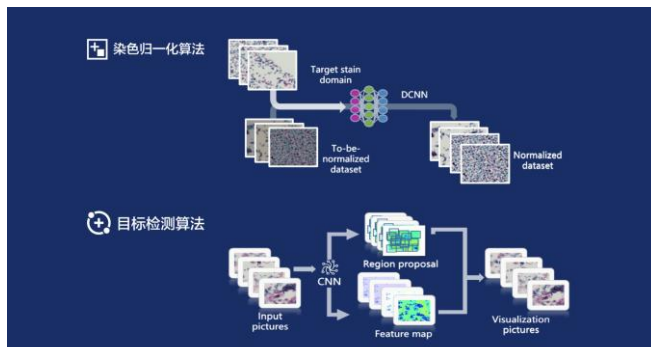 染色归一化算法
Target stain
domain
DCNN
To-be-
normalized
dataset
Normalized
dataset
目标检测算法
Region proposal
CNN
Input
pictures
Feature map
Visualization
pictures